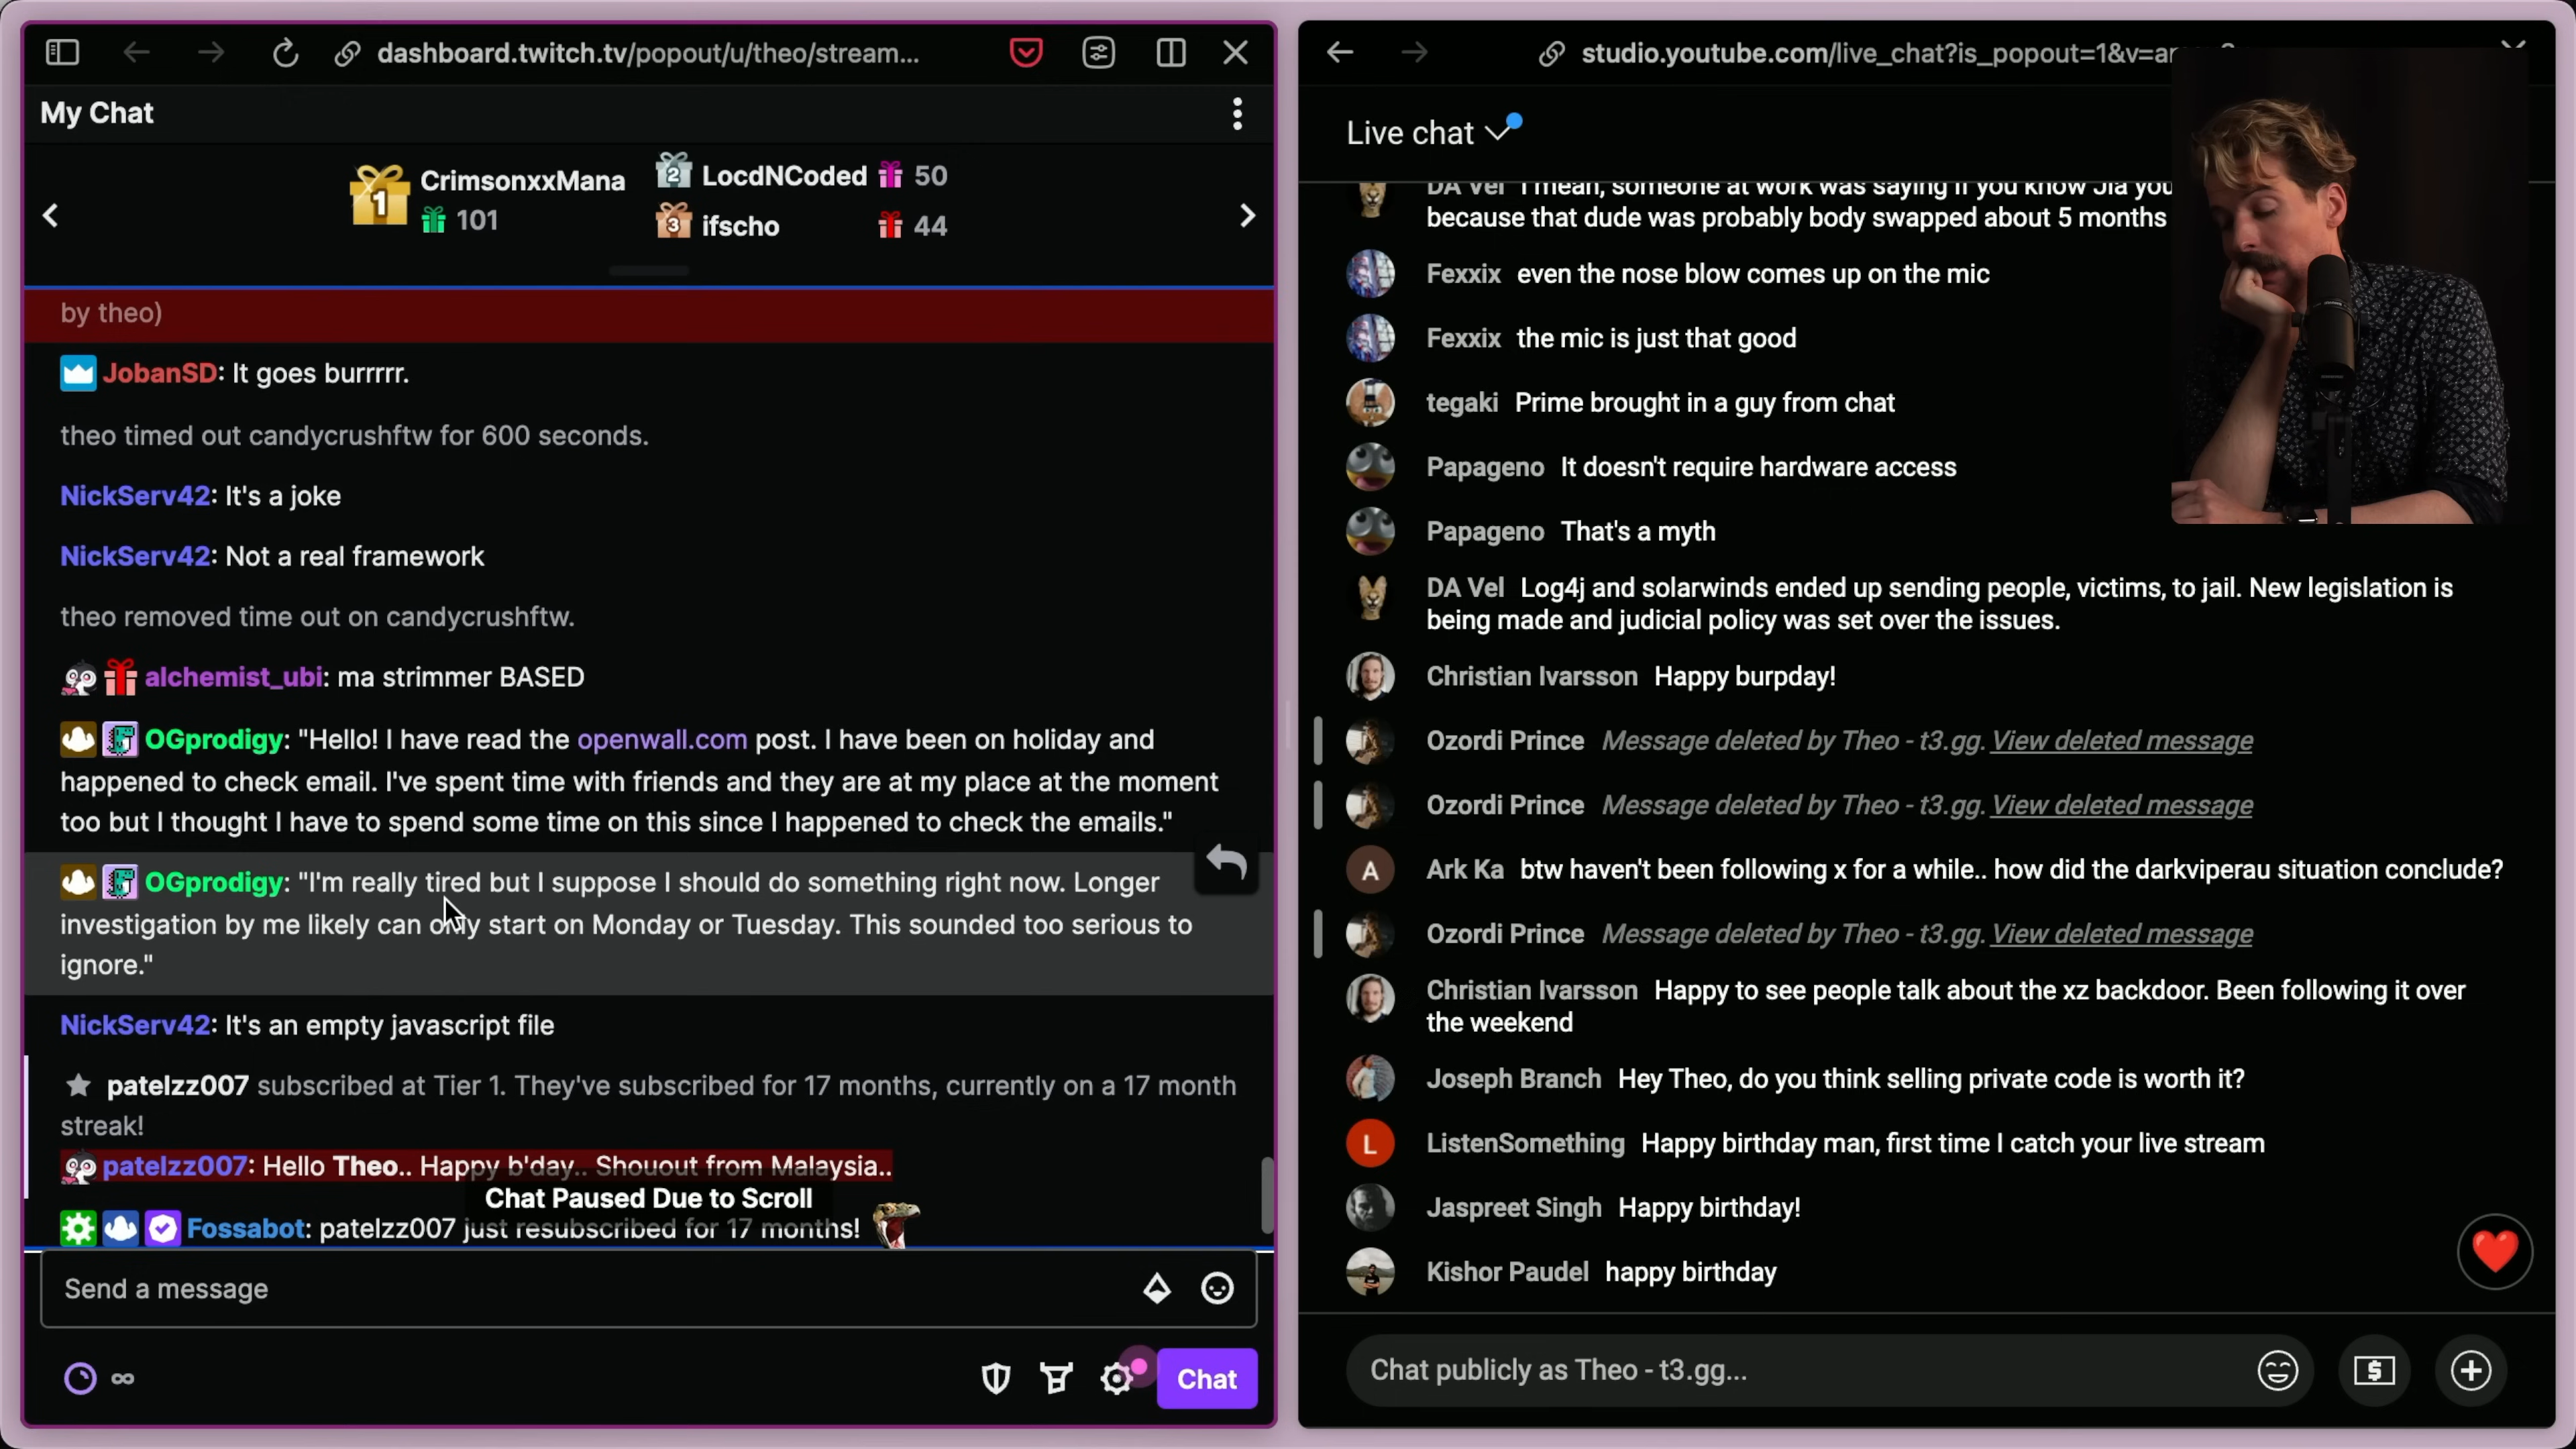 dashboard.twitch.tv/popout/u/theo/stream...
My Chat
1 CrimsonxxMana
101
2 LocdNCoded 50
3 ifscho 44
by theo)
JobanSD: It goes burrrrr.
theo timed out candycrushftw for 600 seconds.
NickServ42: It's a joke
NickServ42: Not a real framework
theo removed time out on candycrushftw.
alchemist_ubi: ma strimmer BASED
OGprodigy: "Hello! I have read the openwall.com post. I have been on holiday and
happened to check email. I've spent time with friends and they are at my place at the moment
too but I thought I have to spend some time on this since I happened to check the emails."
OGprodigy: "I'm really tired but I suppose I should do something right now. Longer
investigation by me likely can only start on Monday or Tuesday. This sounded too serious to
ignore."
NickServ42: It's an empty javascript file
patelzz007 subscribed at Tier 1. They've subscribed for 17 months, currently on a 17 month
streak!
patelzz007: Hello Theo.. Happy b'day.. Shouout from Malaysia..
Chat Paused Due to Scroll
Fossabot: patelzz007 just resubscribed for 17 months!
Send a message
Chat
studio.youtube.com/live_chat?is_popout=1&v=
Live chat
DA Vel I mean, someone at work was saying if you know Jia you
because that dude was probably body swapped about 5 months
Fexxix even the nose blow comes up on the mic
Fexxix the mic is just that good
tegaki Prime brought in a guy from chat
Papageno It doesn't require hardware access
Papageno That's a myth
DA Vel Log4j and solarwinds ended up sending people, victims, to jail. New legislation is
being made and judicial policy was set over the issues.
Christian Ivarsson Happy burpday!
Ozordi Prince Message deleted by Theo - t3.gg. View deleted message
Ozordi Prince Message deleted by Theo - t3.gg. View deleted message
A Ark Ka btw haven't been following x for a while.. how did the darkviperau situation conclude?
Ozordi Prince Message deleted by Theo - t3.gg. View deleted message
Christian Ivarsson Happy to see people talk about the xz backdoor. Been following it over
the weekend
Joseph Branch Hey Theo, do you think selling private code is worth it?
L ListenSomething Happy birthday man, first time I catch your live stream
Jaspreet Singh Happy birthday!
Kishor Paudel happy birthday
Chat publicly as Theo - t3.gg...